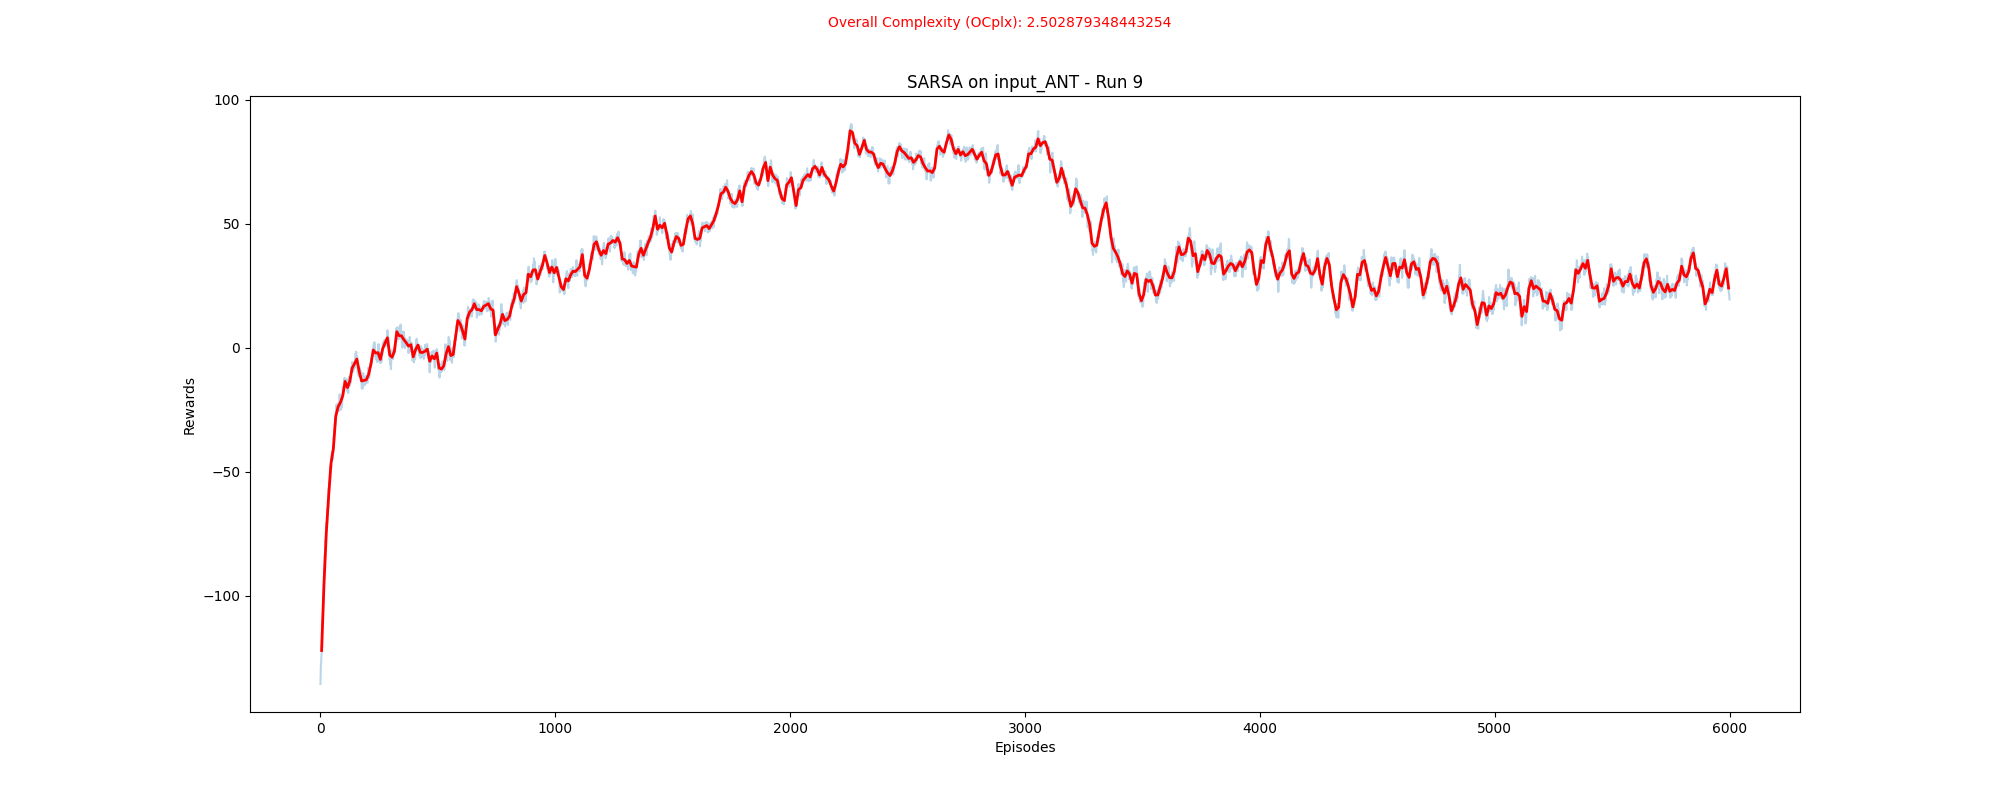 Overall Complexity (OCplx): 2.502879348443254
SARSA on input_ANT - Run 9
100
50
0
−50
−100
Rewards
0 1000 2000 3000 4000 5000 6000
Episodes